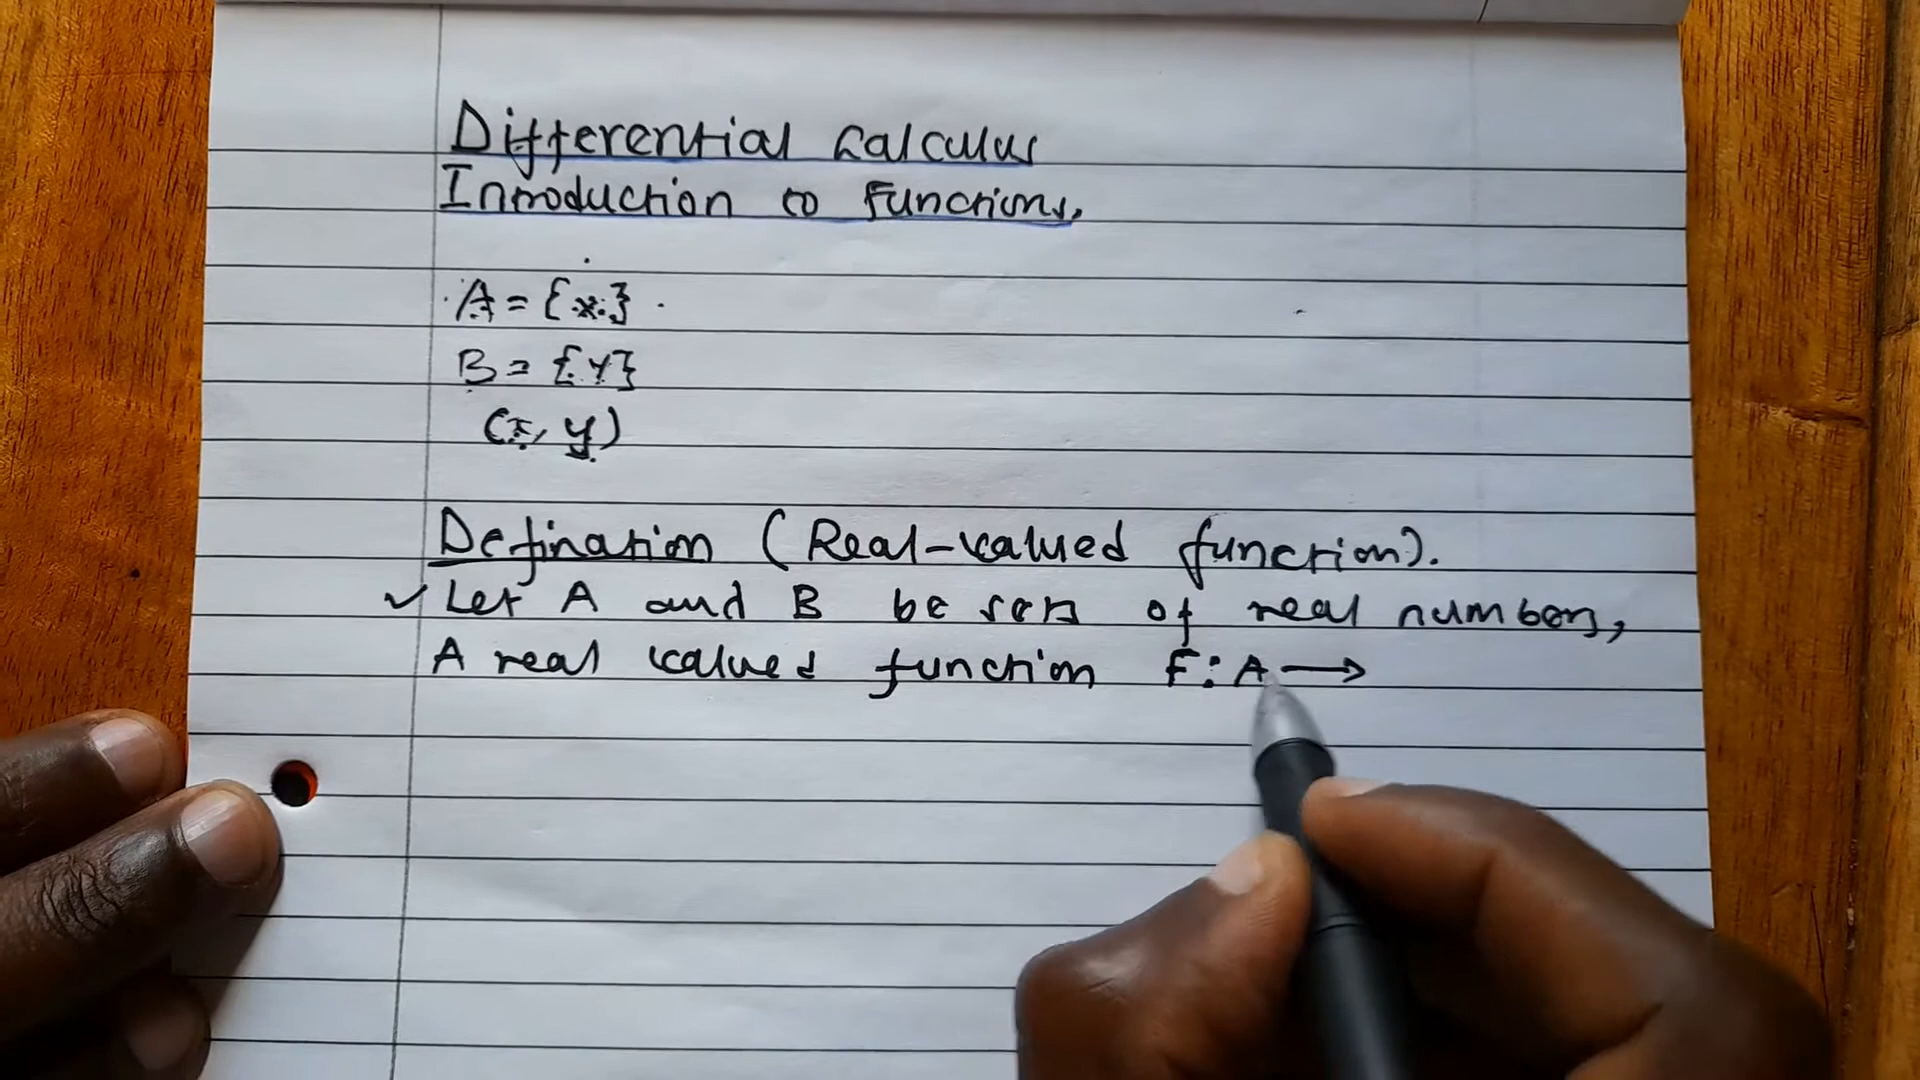 Differential Calculus
Introduction to Functions.
A = {x}
B = {Y}
(x, y)
Defination (Real-valued function).
✓ Let A and B be sets of real numbers,
A real valued function F: A →